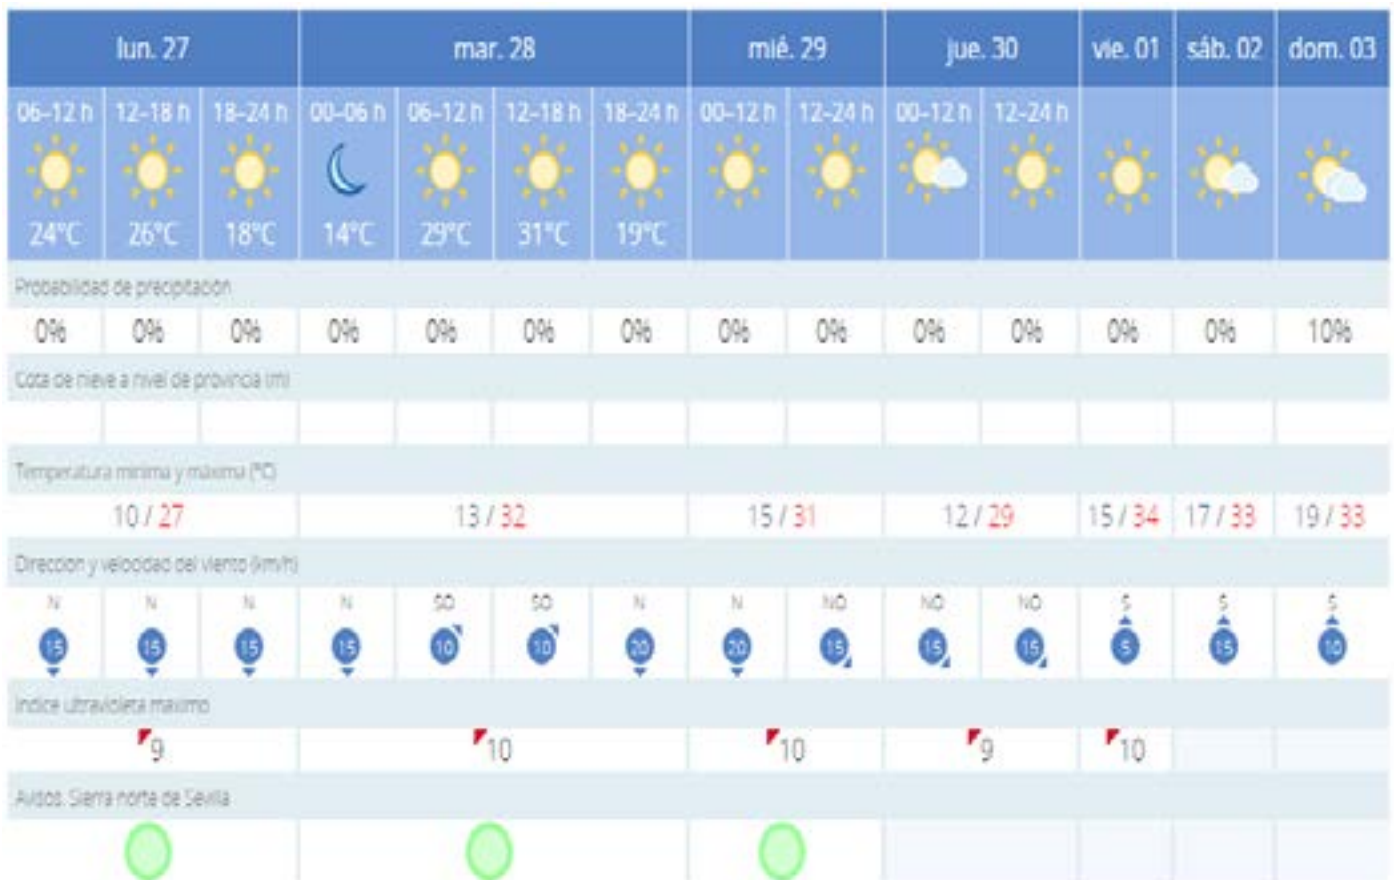 lun. 27 mar. 28 mié. 29 jue. 30 vie. 01 sáb. 02 dom. 03
06–12 h 12–18 h 18–24 h 00–06 h 06–12 h 12–18 h 18–24 h 00–12 h 12–24 h 00–12 h 12–24 h
24°C 26°C 18°C 14°C 29°C 31°C 19°C
Probabilidad de precipitación
0% 0% 0% 0% 0% 0% 0% 0% 0% 0% 0% 0% 0% 10%
Cota de nieve a nivel de provincia (m)
Temperatura mínima y máxima (°C)
10 / 27 13 / 32 15 / 31 12 / 29 15 / 34 17 / 33 19 / 33
Dirección y velocidad del viento (km/h)
N N N N SO SO N N NO NO NO S S S
15 15 15 15 10 10 20 20 15 15 15 5 15 10
Indice ultravioleta máximo
9 10 10 9 10
Avisos. Sierra norte de Sevilla